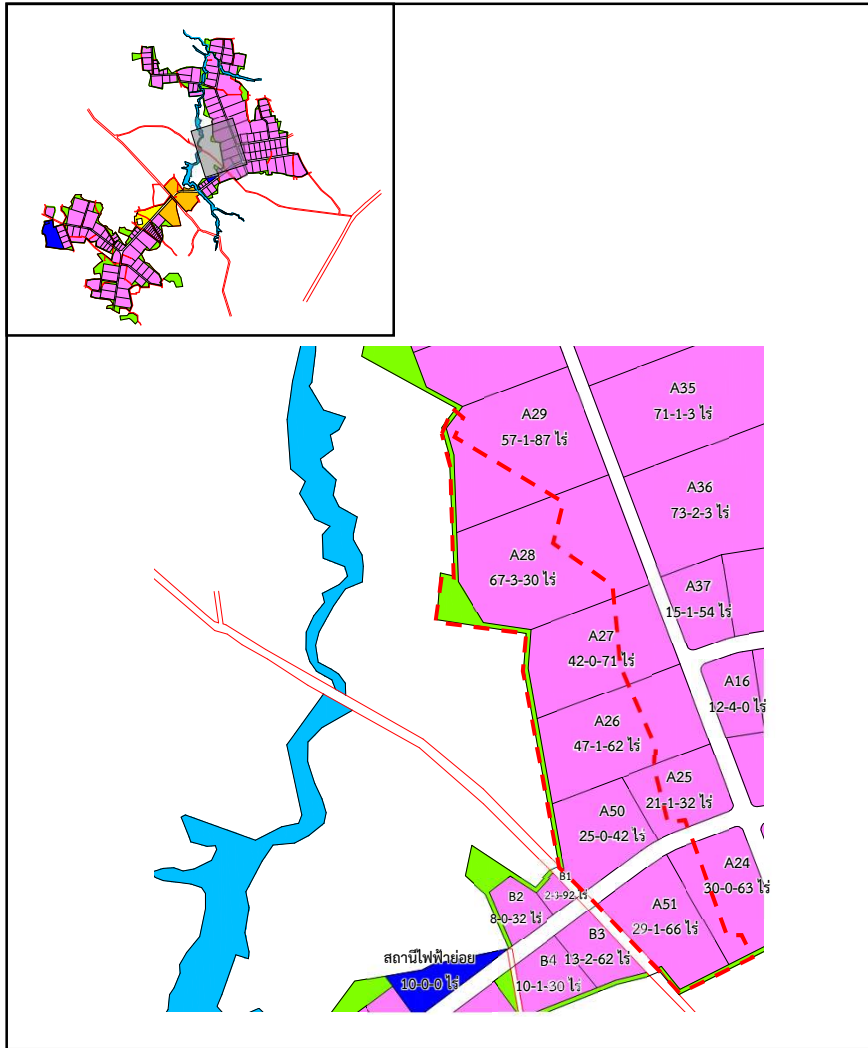 A35
71-1-3 ไร่
A29
57-1-87 ไร่
A36
73-2-3 ไร่
A28
67-3-30 ไร่
A37
15-1-54 ไร่
A27
42-0-71 ไร่
A16
12-4-0 ไร่
A26
47-1-62 ไร่
A25
21-1-32 ไร่
A50
25-0-42 ไร่
A24
30-0-63 ไร่
B1
2-3-92 ไร่
B2
8-0-32 ไร่
A51
29-1-66 ไร่
B3
13-2-62 ไร่
B4
10-1-30 ไร่
สถานีไฟฟ้าย่อย
10-0-0 ไร่